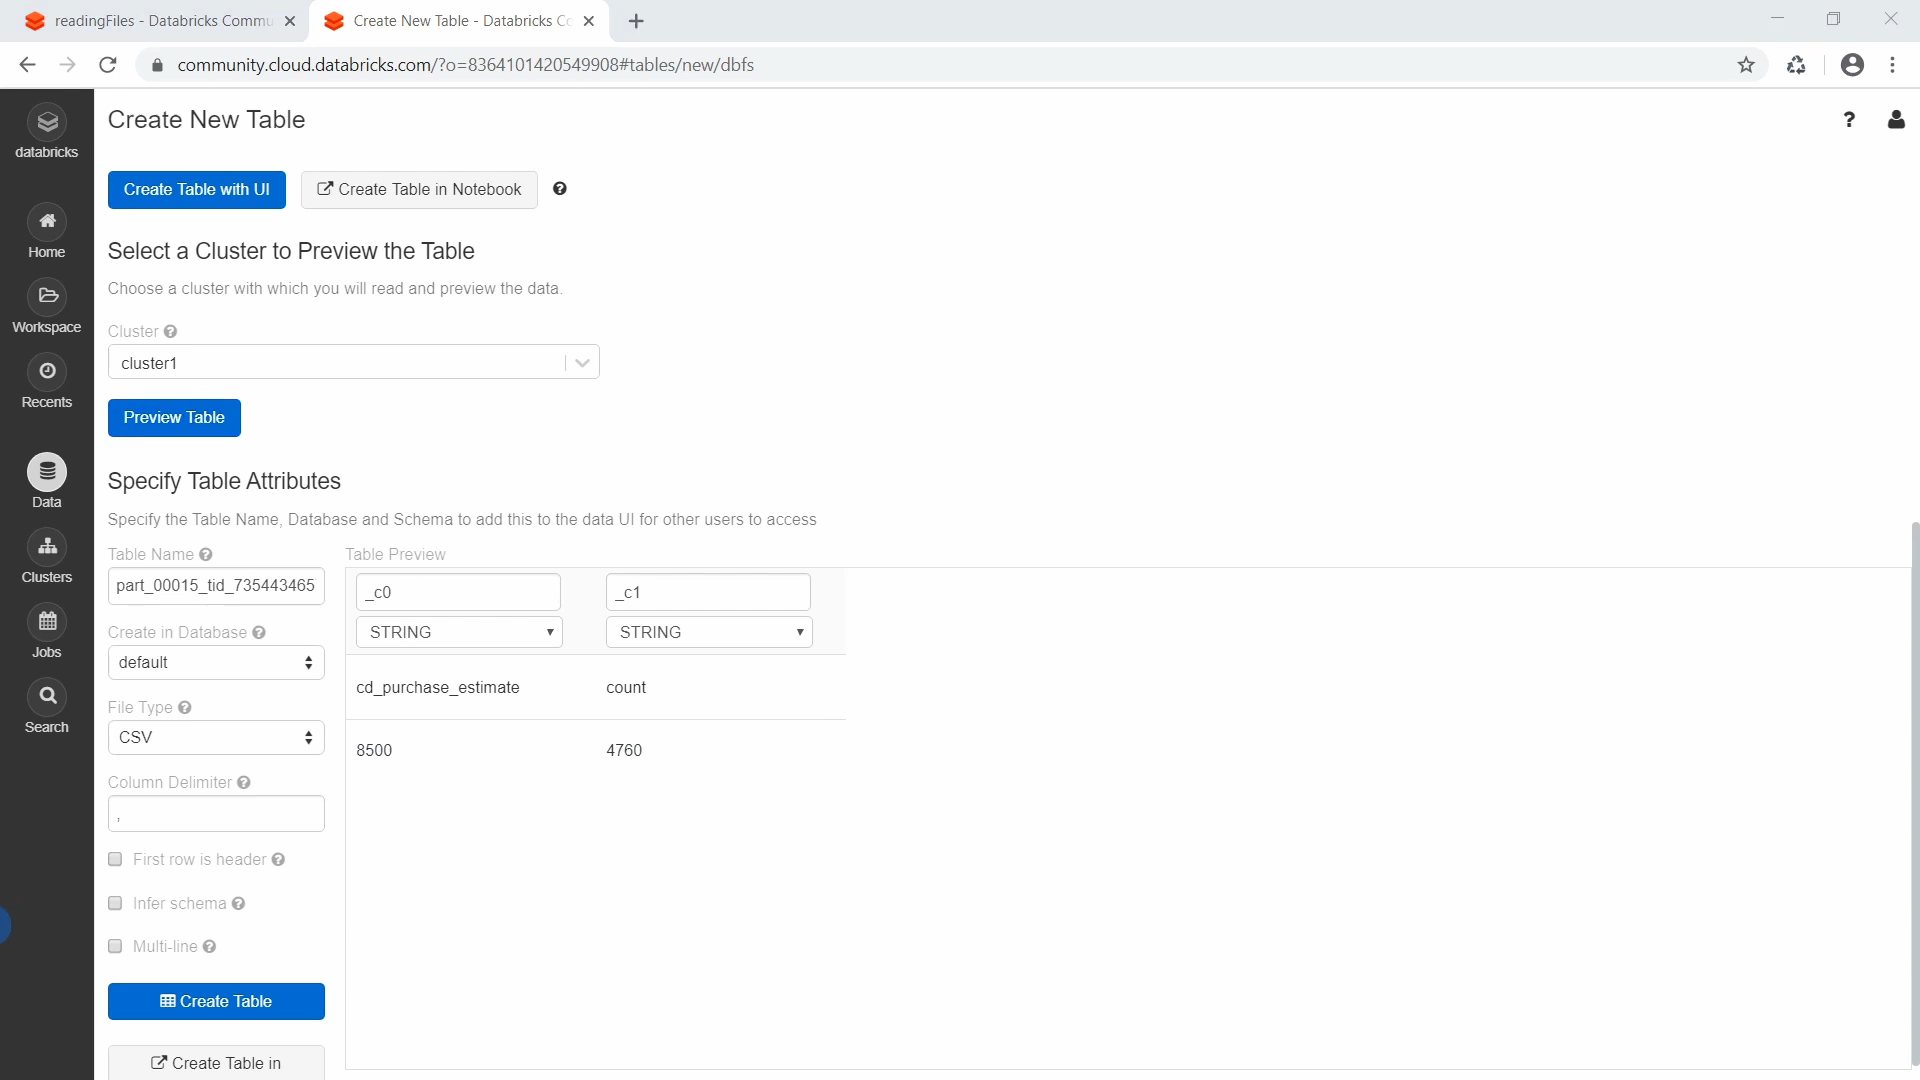 readingFiles - Databricks Commu
Create New Table - Databricks Co
community.cloud.databricks.com/?o=8364101420549908#tables/new/dbfs
databricks
Home
Workspace
Recents
Data
Clusters
Jobs
Search
Create New Table
?
Create Table with UI
Create Table in Notebook ?
Select a Cluster to Preview the Table
Choose a cluster with which you will read and preview the data.
Cluster ?
cluster1
Preview Table
Specify Table Attributes
Specify the Table Name, Database and Schema to add this to the data UI for other users to access
Table Name ?
part_00015_tid_735443465
Create in Database ?
default
File Type ?
CSV
Column Delimiter ?
,
First row is header ?
Infer schema ?
Multi-line ?
Create Table
Create Table in
Table Preview
_c0 _c1
STRING STRING
cd_purchase_estimate count
8500 4760